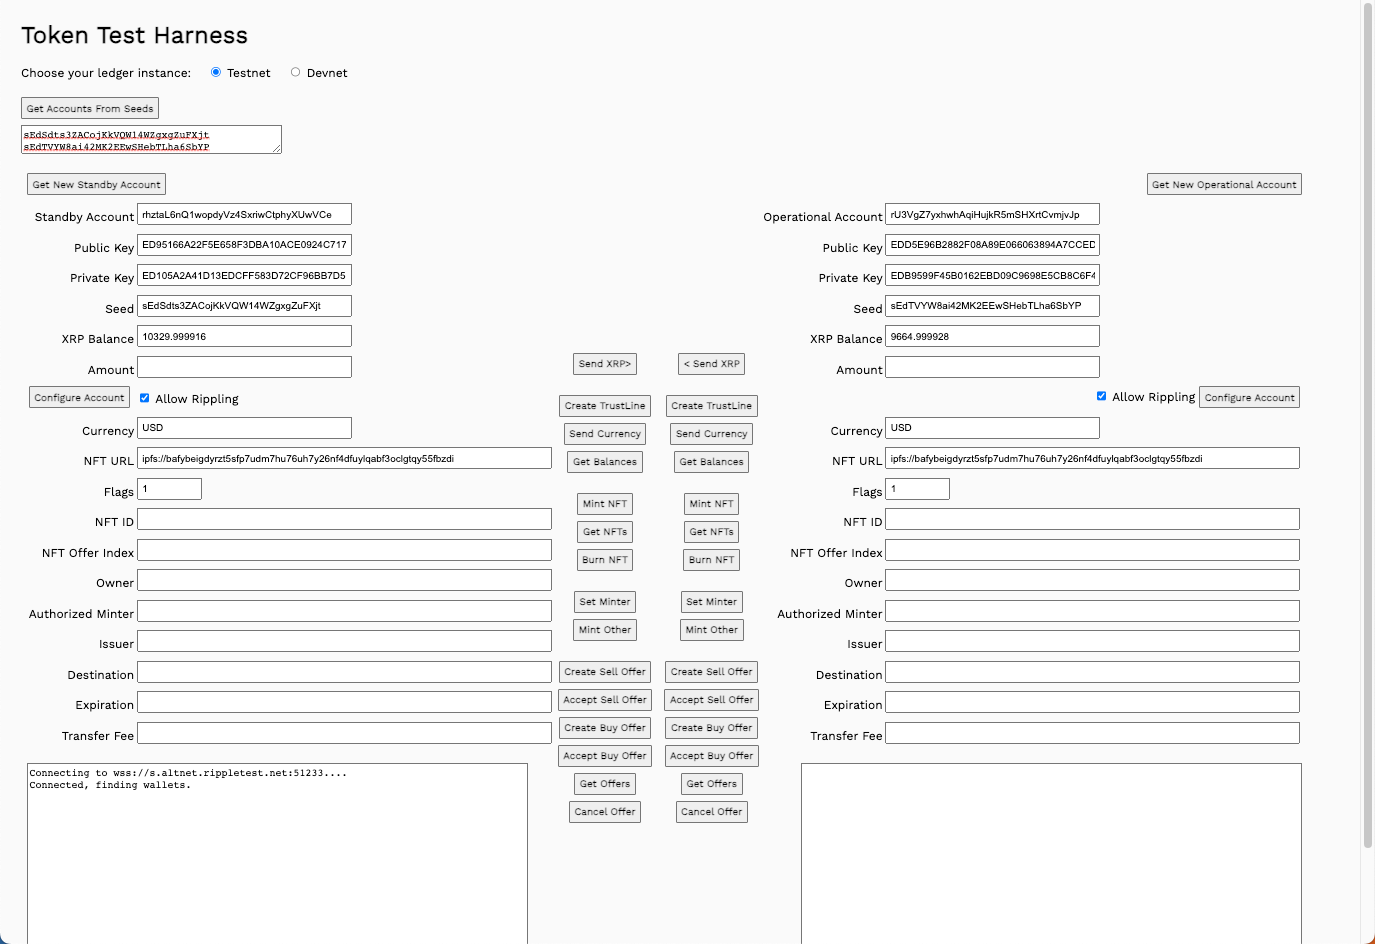 Token Test Harness
Choose your ledger instance: Testnet Devnet
Get Accounts From Seeds
sEdSdts3ZACojKkVQW14WZgxgZuFXjt
sEdTVYW8ai42MK2EEwSHebTLha6SbYP
Get New Standby Account
Get New Operational Account
Standby Account rhztaL6nQ1wopdyVz4SxriwCtphyXUwVCe
Operational Account rU3VgZ7yxhwhAqiHujkR5mSHXrtCvmjvJp
Public Key ED95166A22F5E658F3DBA10ACE0924C717
Public Key EDD5E96B2882F08A89E066063894A7CCED
Private Key ED105A2A41D13EDCFF583D72CF96BB7D5
Private Key EDB9599F45B0162EBD09C9698E5CB8C6F4
Seed sEdSdts3ZACojKkVQW14WZgxgZuFXjt
Seed sEdTVYW8ai42MK2EEwSHebTLha6SbYP
XRP Balance 10329.999916
XRP Balance 9664.999928
Amount
Send XRP>
< Send XRP
Amount
Configure Account
Allow Rippling
Create TrustLine
Create TrustLine
Allow Rippling
Configure Account
Currency USD
Send Currency
Send Currency
Currency USD
NFT URL ipfs://bafybeigdyrzt5sfp7udm7hu76uh7y26nf4dfuylqabf3oclgtqy55fbzdi
Get Balances
Get Balances
NFT URL ipfs://bafybeigdyrzt5sfp7udm7hu76uh7y26nf4dfuylqabf3oclgtqy55fbzdi
Flags 1
Mint NFT
Mint NFT
Flags 1
NFT ID
Get NFTs
Get NFTs
NFT ID
NFT Offer Index
Burn NFT
Burn NFT
NFT Offer Index
Owner
Owner
Authorized Minter
Set Minter
Set Minter
Authorized Minter
Issuer
Mint Other
Mint Other
Issuer
Destination
Create Sell Offer
Create Sell Offer
Destination
Expiration
Accept Sell Offer
Accept Sell Offer
Expiration
Transfer Fee
Create Buy Offer
Create Buy Offer
Transfer Fee
Accept Buy Offer
Accept Buy Offer
Get Offers
Get Offers
Cancel Offer
Cancel Offer
Connecting to wss://s.altnet.rippletest.net:51233....
Connected, finding wallets.